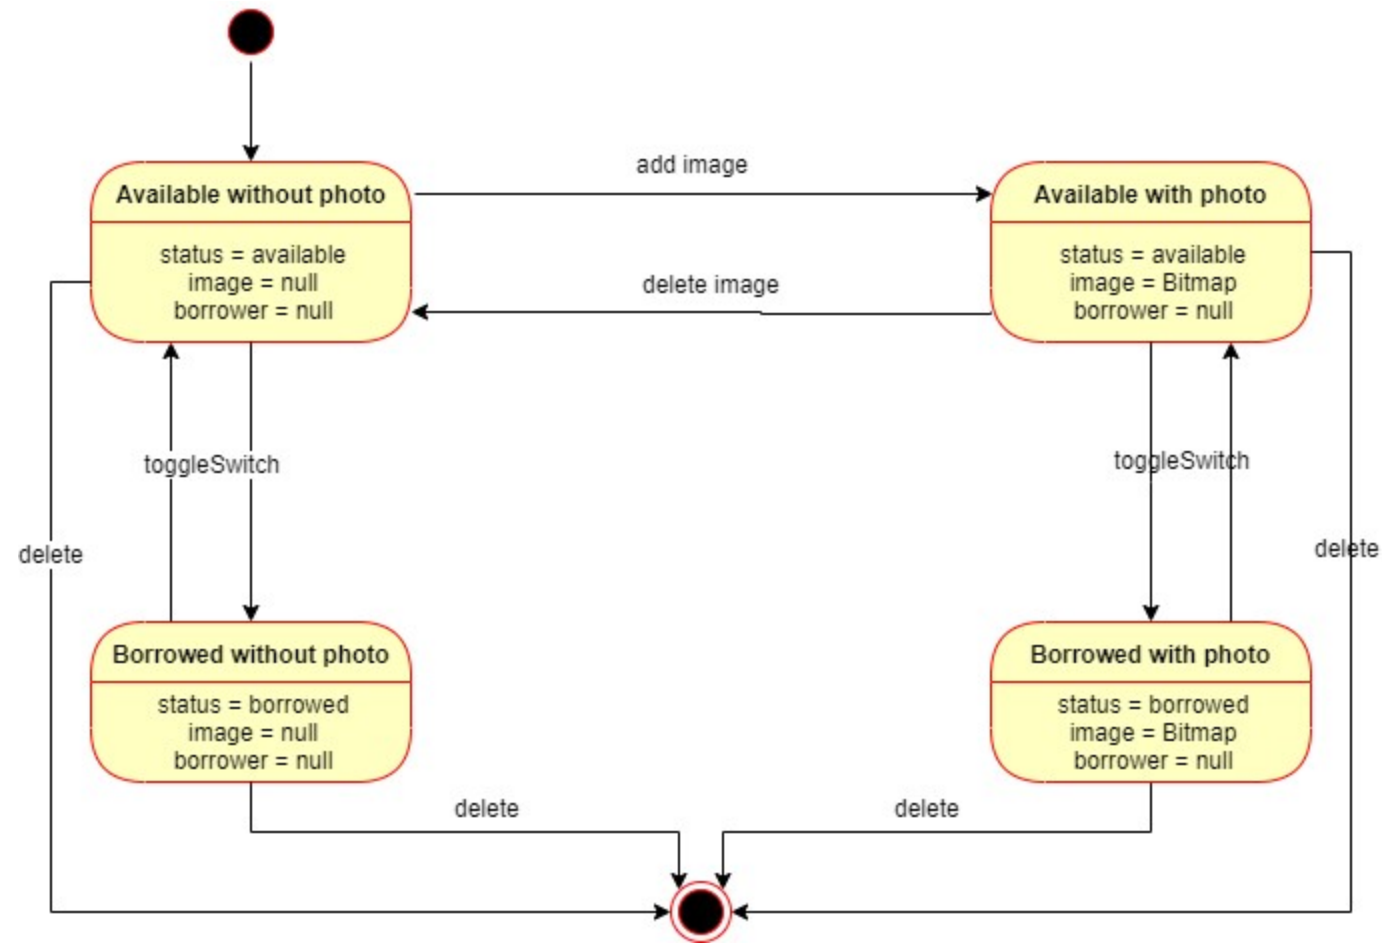 add image
Available without photo
status = available
image = null
borrower = null
Available with photo
status = available
image = Bitmap
borrower = null
delete image
toggleSwitch
toggleSwitch
delete
delete
Borrowed without photo
status = borrowed
image = null
borrower = null
Borrowed with photo
status = borrowed
image = Bitmap
borrower = null
delete
delete